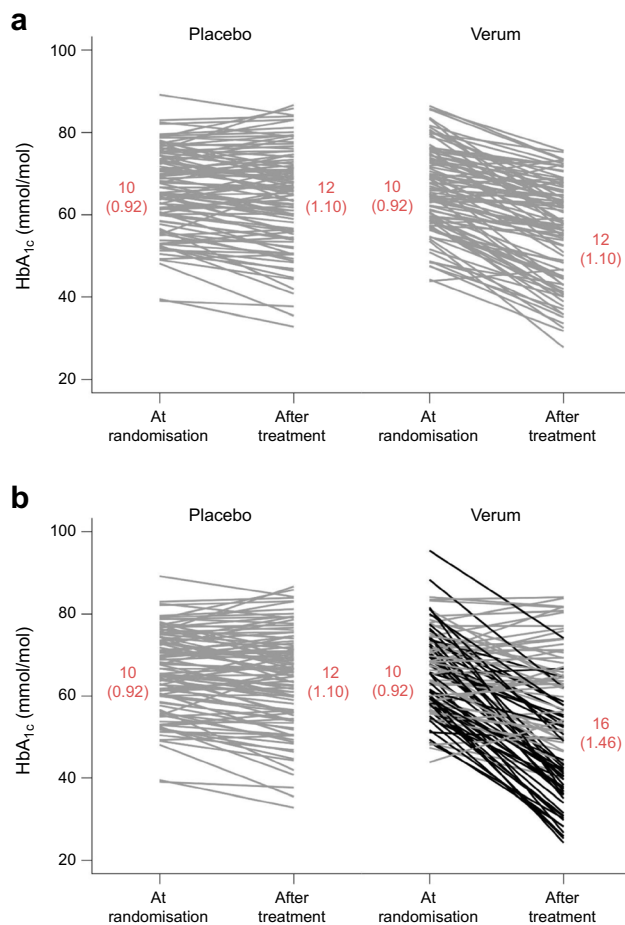 a
Placebo
Verum
HbA1c (mmol/mol)
100
80
60
40
20
10
(0.92)
12
(1.10)
10
(0.92)
12
(1.10)
At
randomisation
After
treatment
At
randomisation
After
treatment
b
Placebo
Verum
HbA1c (mmol/mol)
100
80
60
40
20
10
(0.92)
12
(1.10)
10
(0.92)
16
(1.46)
At
randomisation
After
treatment
At
randomisation
After
treatment